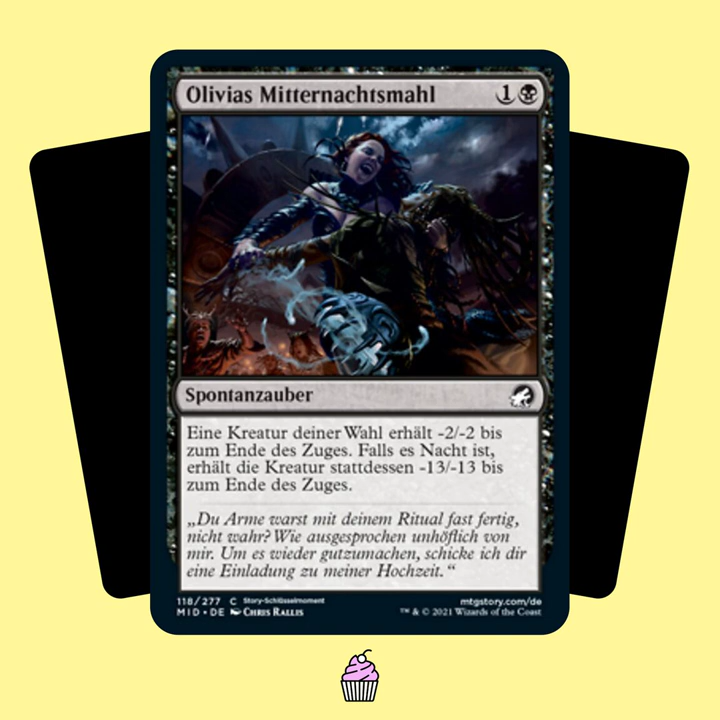 Olivias Mitternachtsmahl 1
Spontanzauber
Eine Kreatur deiner Wahl erhält -2/-2 bis
zum Ende des Zuges. Falls es Nacht ist,
erhält die Kreatur stattdessen -13/-13 bis
zum Ende des Zuges.
„Du Arme warst mit deinem Ritual fast fertig,
nicht wahr? Wie ausgesprochen unhöflich von
mir. Um es wieder gutzumachen, schicke ich dir
eine Einladung zu meiner Hochzeit.“
118/277 C Story-Schlüsselmoment mtgstory.com/de
MID • DE Chris Rallis ™ & © 2021 Wizards of the Coast